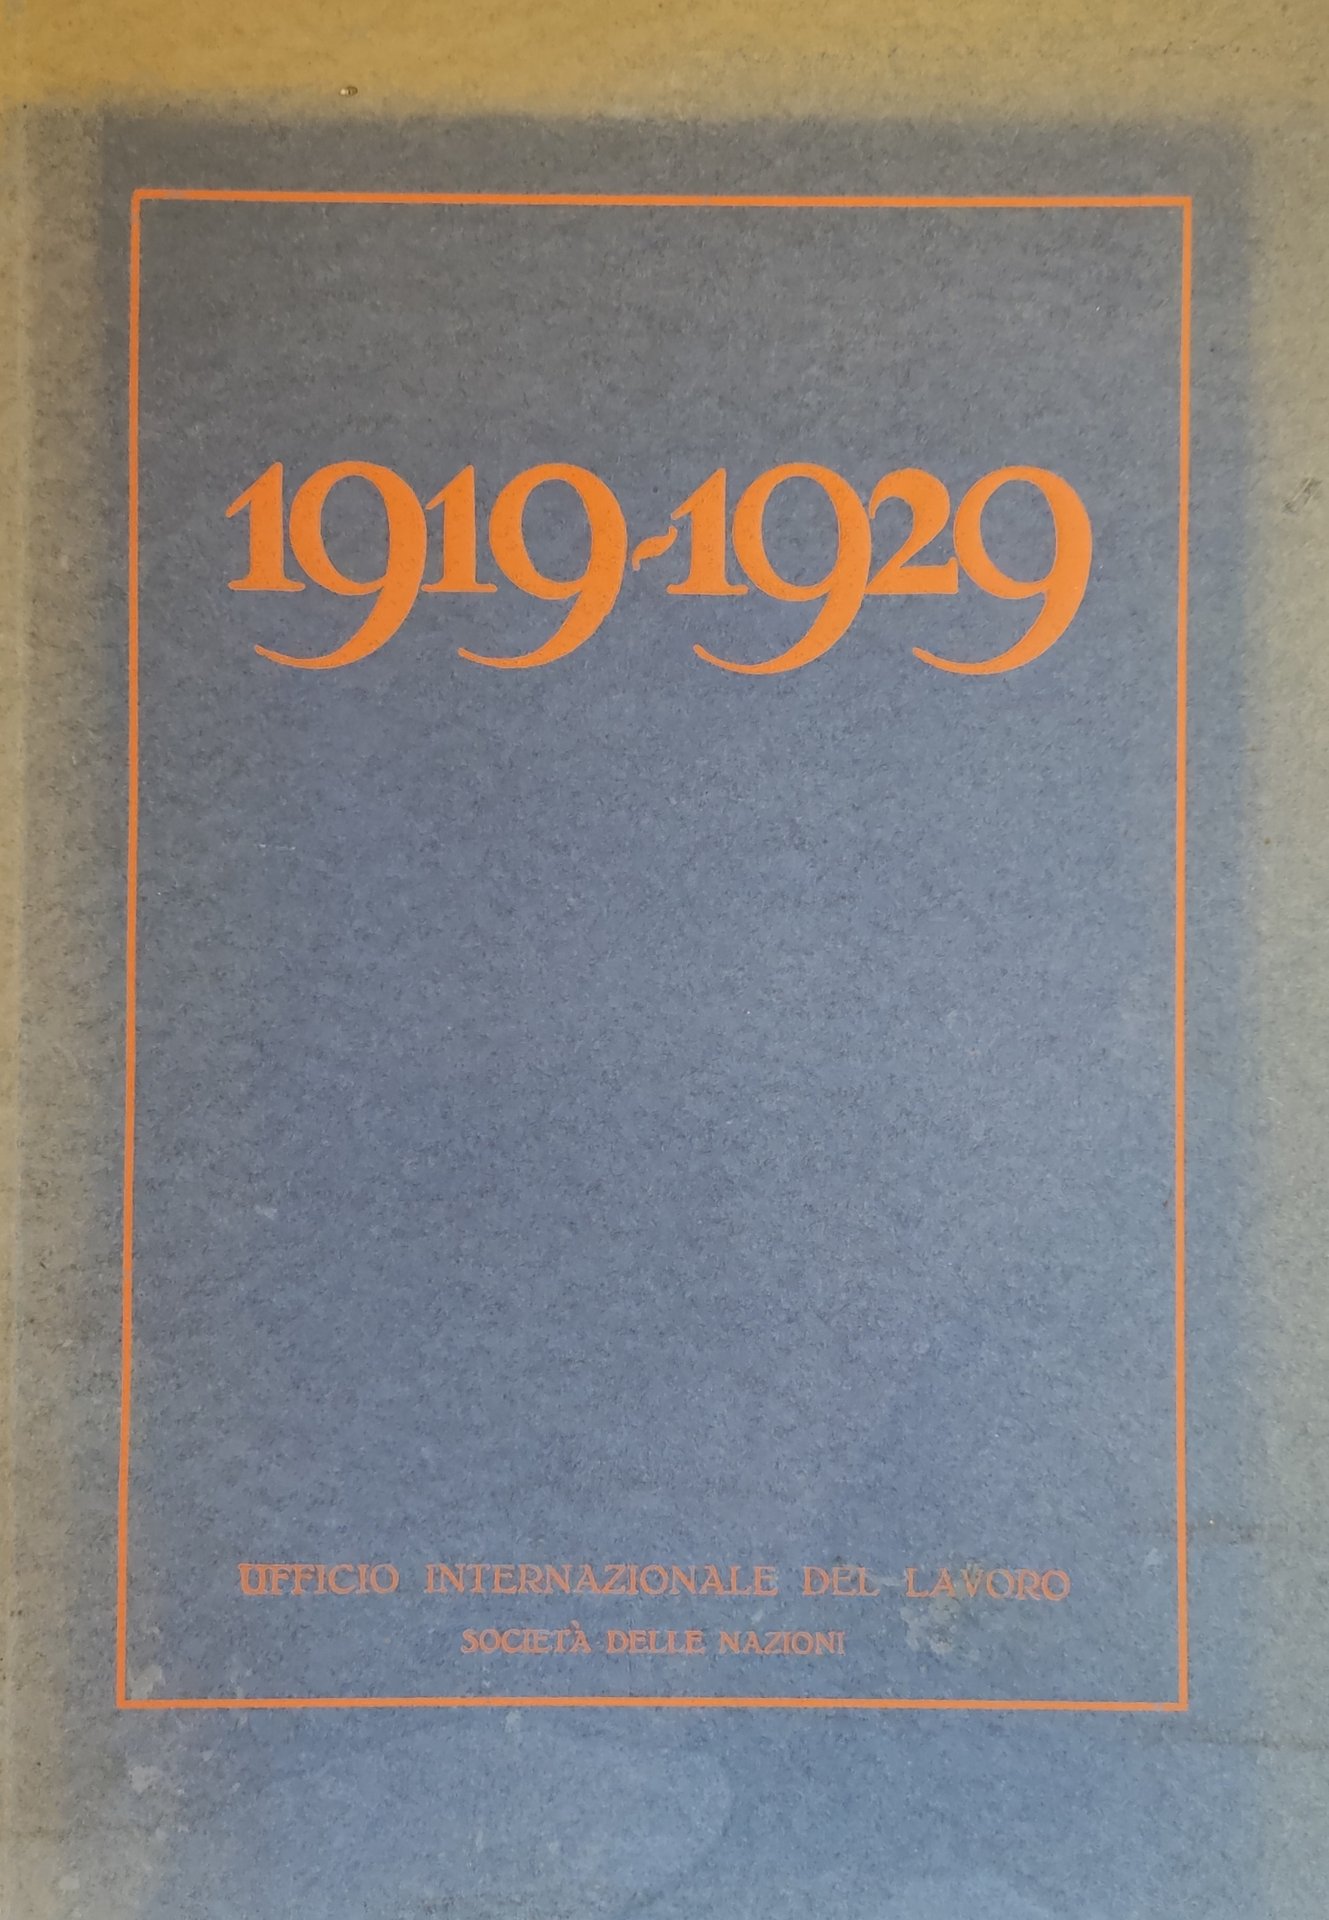 1919-1929
UFFICIO INTERNAZIONALE DEL LAVORO
SOCIETÀ DELLE NAZIONI